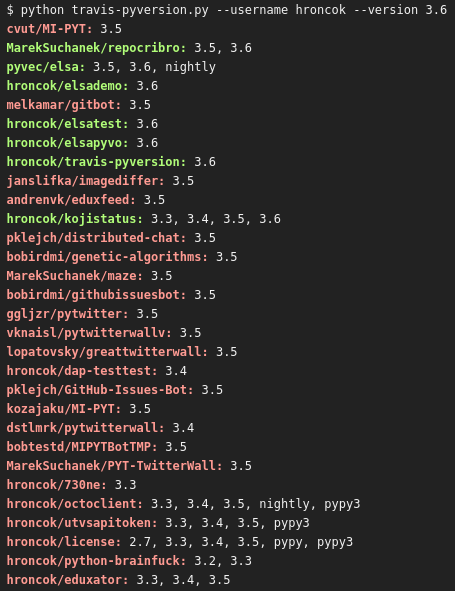 $ python travis-pyversion.py --username hroncok --version 3.6
cvut/MI-PYT: 3.5
MarekSuchanek/repocribro: 3.5, 3.6
pyvec/elsa: 3.5, 3.6, nightly
hroncok/elsademo: 3.6
melkamar/gitbot: 3.5
hroncok/elsatest: 3.6
hroncok/elsapyvo: 3.6
hroncok/travis-pyversion: 3.6
janslifka/imagediffer: 3.5
andrenvk/eduxfeed: 3.5
hroncok/kojistatus: 3.3, 3.4, 3.5, 3.6
pklejch/distributed-chat: 3.5
bobirdmi/genetic-algorithms: 3.5
MarekSuchanek/maze: 3.5
bobirdmi/githubissuesbot: 3.5
ggljzr/pytwitter: 3.5
vknaisl/pytwitterwallv: 3.5
lopatovsky/greattwitterwall: 3.5
hroncok/dap-testtest: 3.4
pklejch/GitHub-Issues-Bot: 3.5
kozajaku/MI-PYT: 3.5
dstlmrk/pytwitterwall: 3.4
bobtestd/MIPYTBotTMP: 3.5
MarekSuchanek/PYT-TwitterWall: 3.5
hroncok/730ne: 3.3
hroncok/octoclient: 3.3, 3.4, 3.5, nightly, pypy3
hroncok/utvsapitoken: 3.3, 3.4, 3.5, pypy3
hroncok/license: 2.7, 3.3, 3.4, 3.5, pypy, pypy3
hroncok/python-brainfuck: 3.2, 3.3
hroncok/eduxator: 3.3, 3.4, 3.5